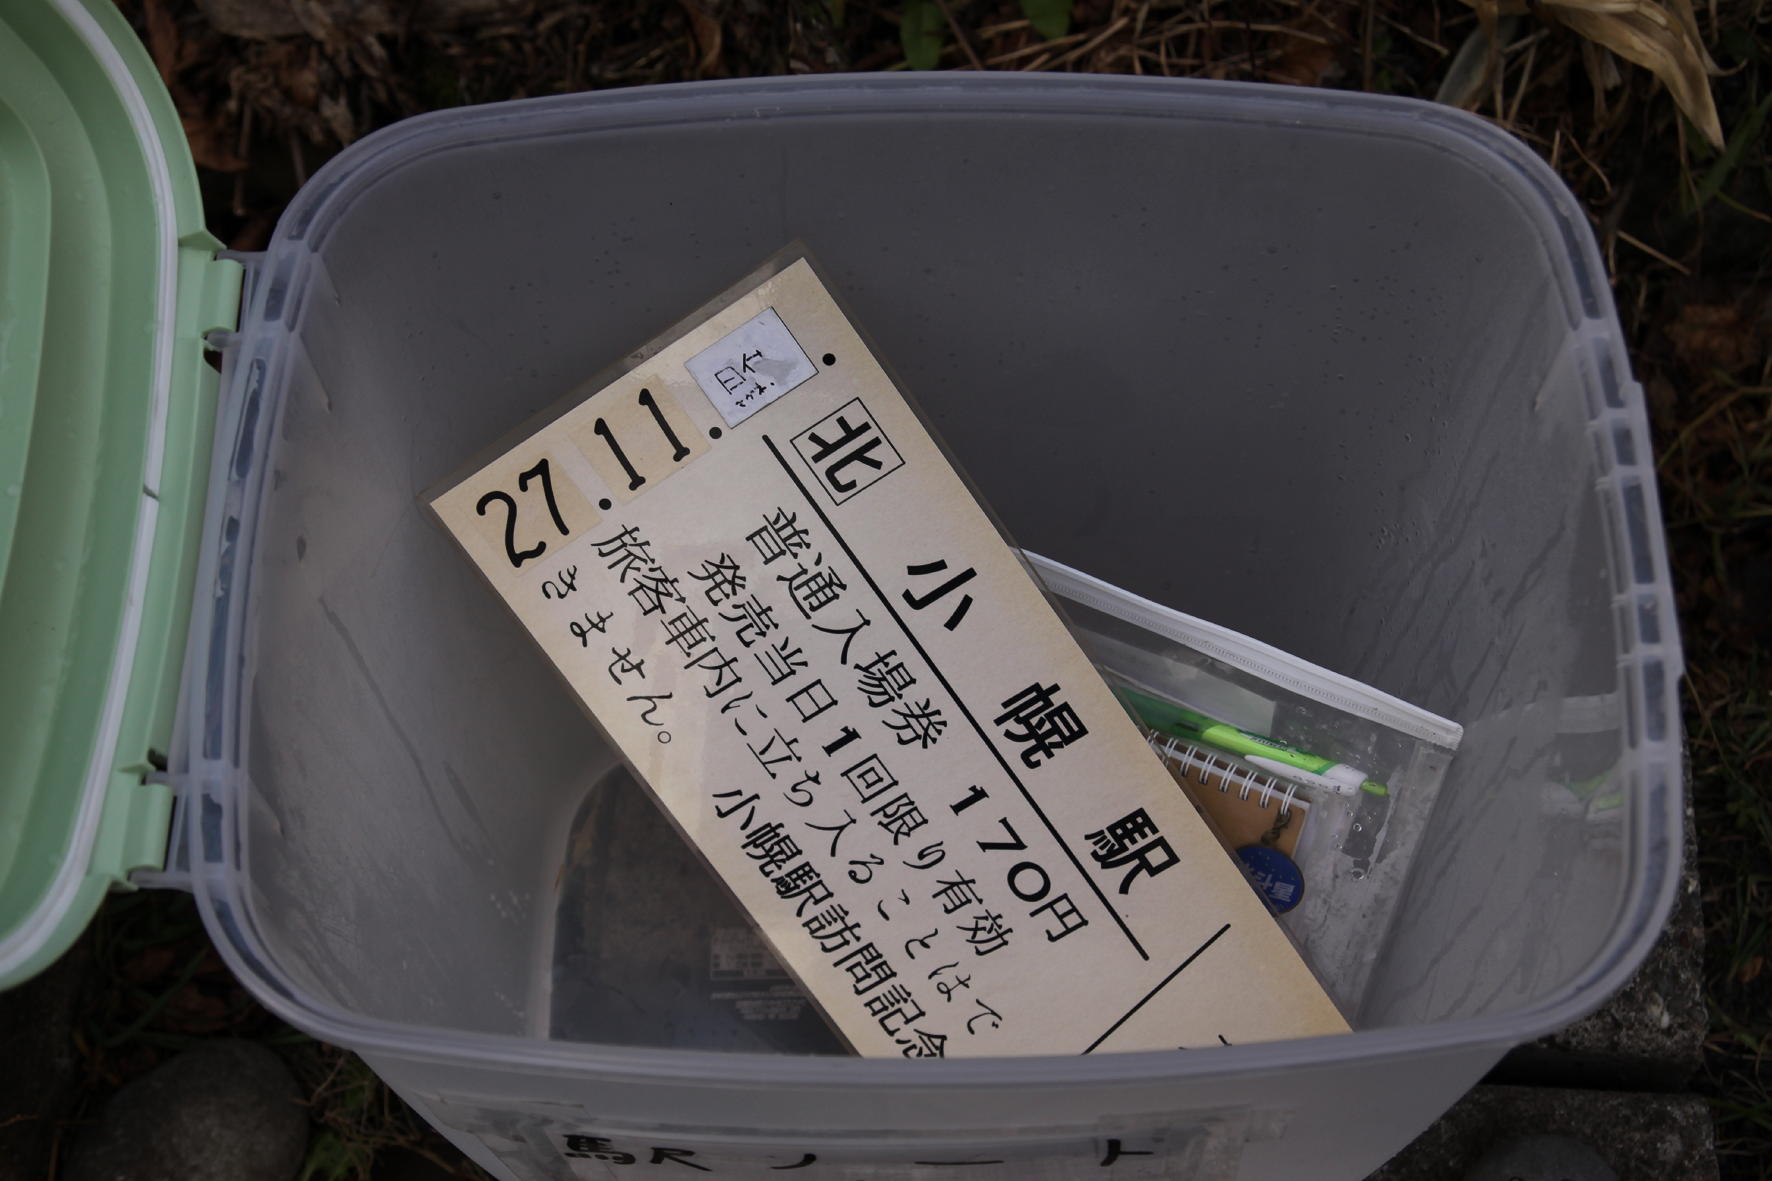 27.11. .
北 小幌駅
普通入場券 170円
発売当日1回限り有効
旅客車内に立ち入ることはで
きません。
小幌駅訪問記念
駅ノート